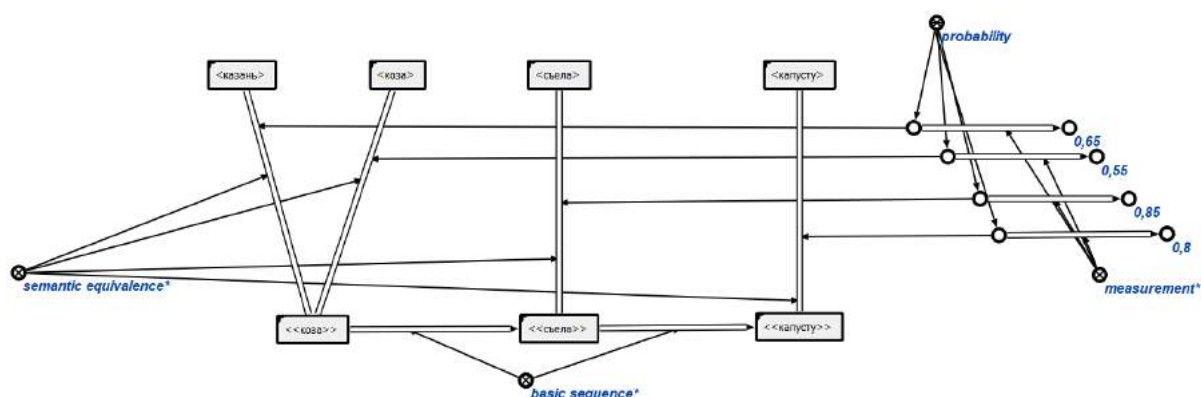 probability
<казань>
<коза>
<съела>
<капусту>
0,65
0,55
0,85
0,8
semantic equivalence*
measurement*
<<коза>>
<<съела>>
<<капусту>>
basic sequence*